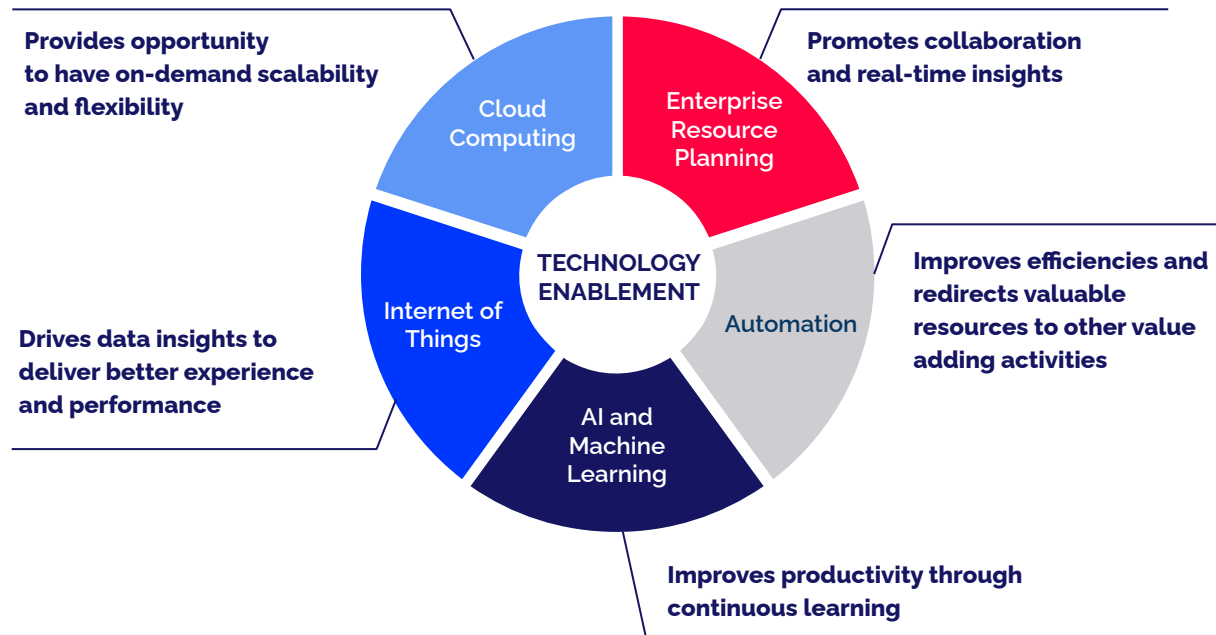 Provides opportunity
to have on-demand scalability
and flexibility
Cloud
Computing
Enterprise
Resource
Planning
Promotes collaboration
and real-time insights
TECHNOLOGY
ENABLEMENT
Automation
Improves efficiencies and
redirects valuable
resources to other value
adding activities
Internet of
Things
Drives data insights to
deliver better experience
and performance
AI and
Machine
Learning
Improves productivity through
continuous learning